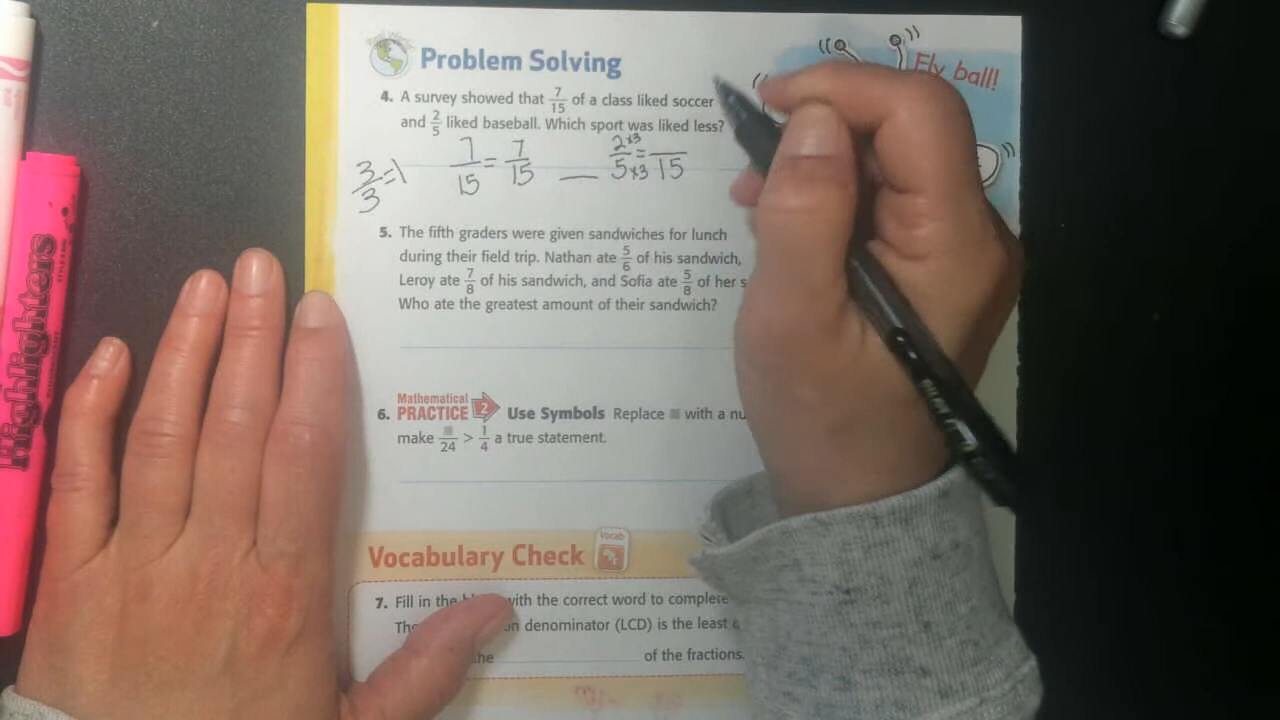 Problem Solving
Fly ball!
4. A survey showed that 7/15 of a class liked soccer
and 2/5 liked baseball. Which sport was liked less?
3/3 =1 7/15 = 7/15 __ 2×3/5×3 = __/15
5. The fifth graders were given sandwiches for lunch
during their field trip. Nathan ate 5/6 of his sandwich,
Leroy ate 7/8 of his sandwich, and Sofia ate 5/8 of her s
Who ate the greatest amount of their sandwich?
6. Mathematical
PRACTICE 2 Use Symbols Replace ■ with a nu
make ■/24 > 1/4 a true statement.
Vocabulary Check Vocab
7. Fill in the with the correct word to complete
The denominator (LCD) is the least
the ____ of the fractions.
Highlighters